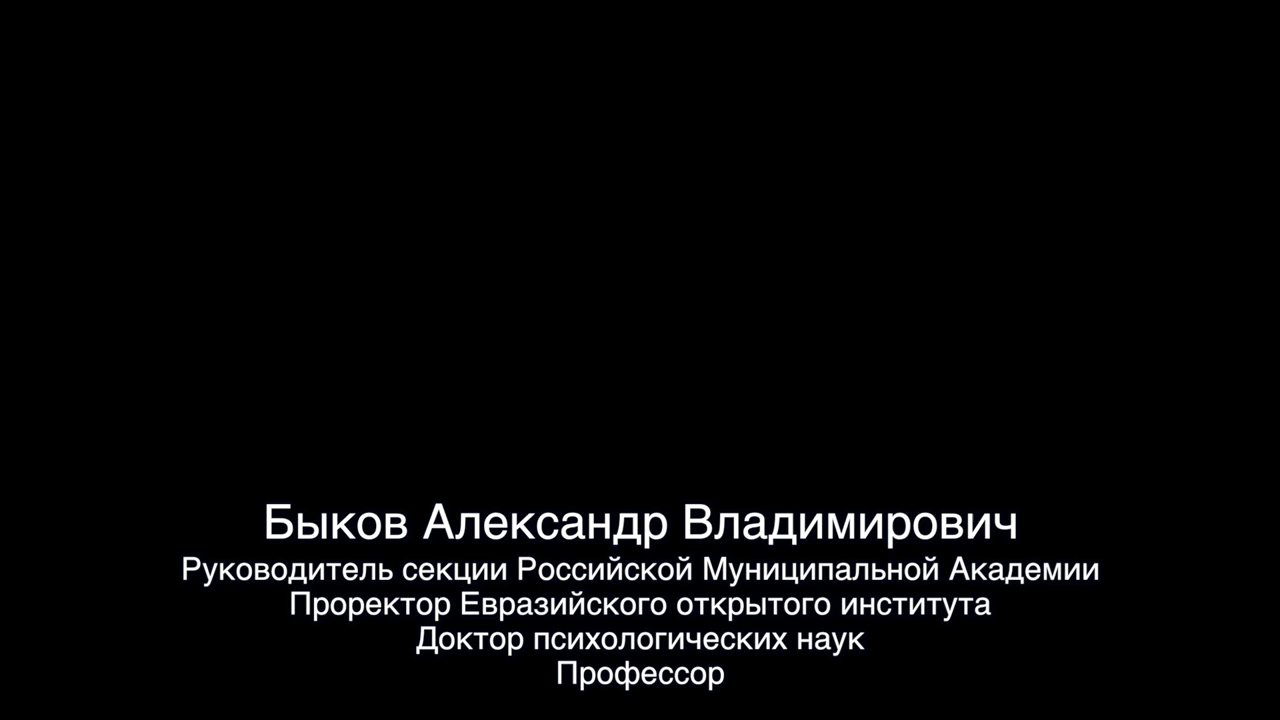 Быков Александр Владимирович
Руководитель секции Российской Муниципальной Академии
Проректор Евразийского открытого института
Доктор психологических наук
Профессор